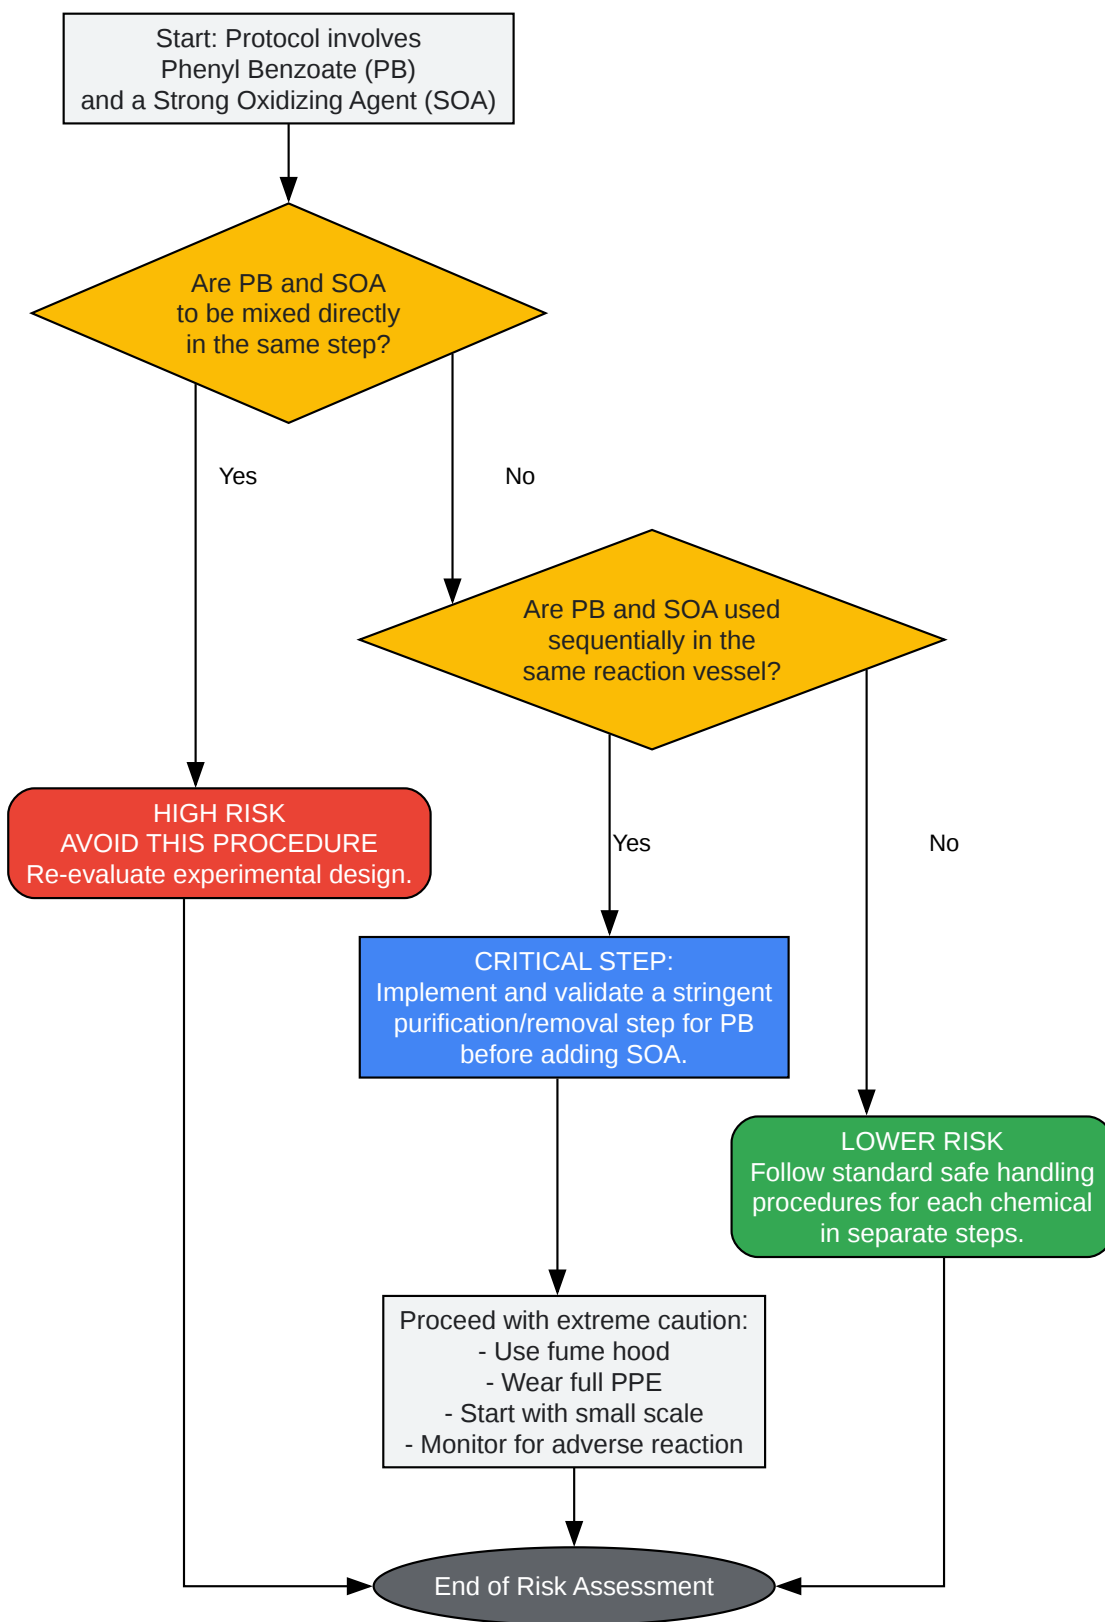 Start: Protocol involves
Phenyl Benzoate (PB)
and a Strong Oxidizing Agent (SOA)
Are PB and SOA
to be mixed directly
in the same step?
Yes
No
Are PB and SOA used
sequentially in the
same reaction vessel?
HIGH RISK
AVOID THIS PROCEDURE
Re-evaluate experimental design.
Yes
No
CRITICAL STEP:
Implement and validate a stringent
purification/removal step for PB
before adding SOA.
LOWER RISK
Follow standard safe handling
procedures for each chemical
in separate steps.
Proceed with extreme caution:
- Use fume hood
- Wear full PPE
- Start with small scale
- Monitor for adverse reaction
End of Risk Assessment